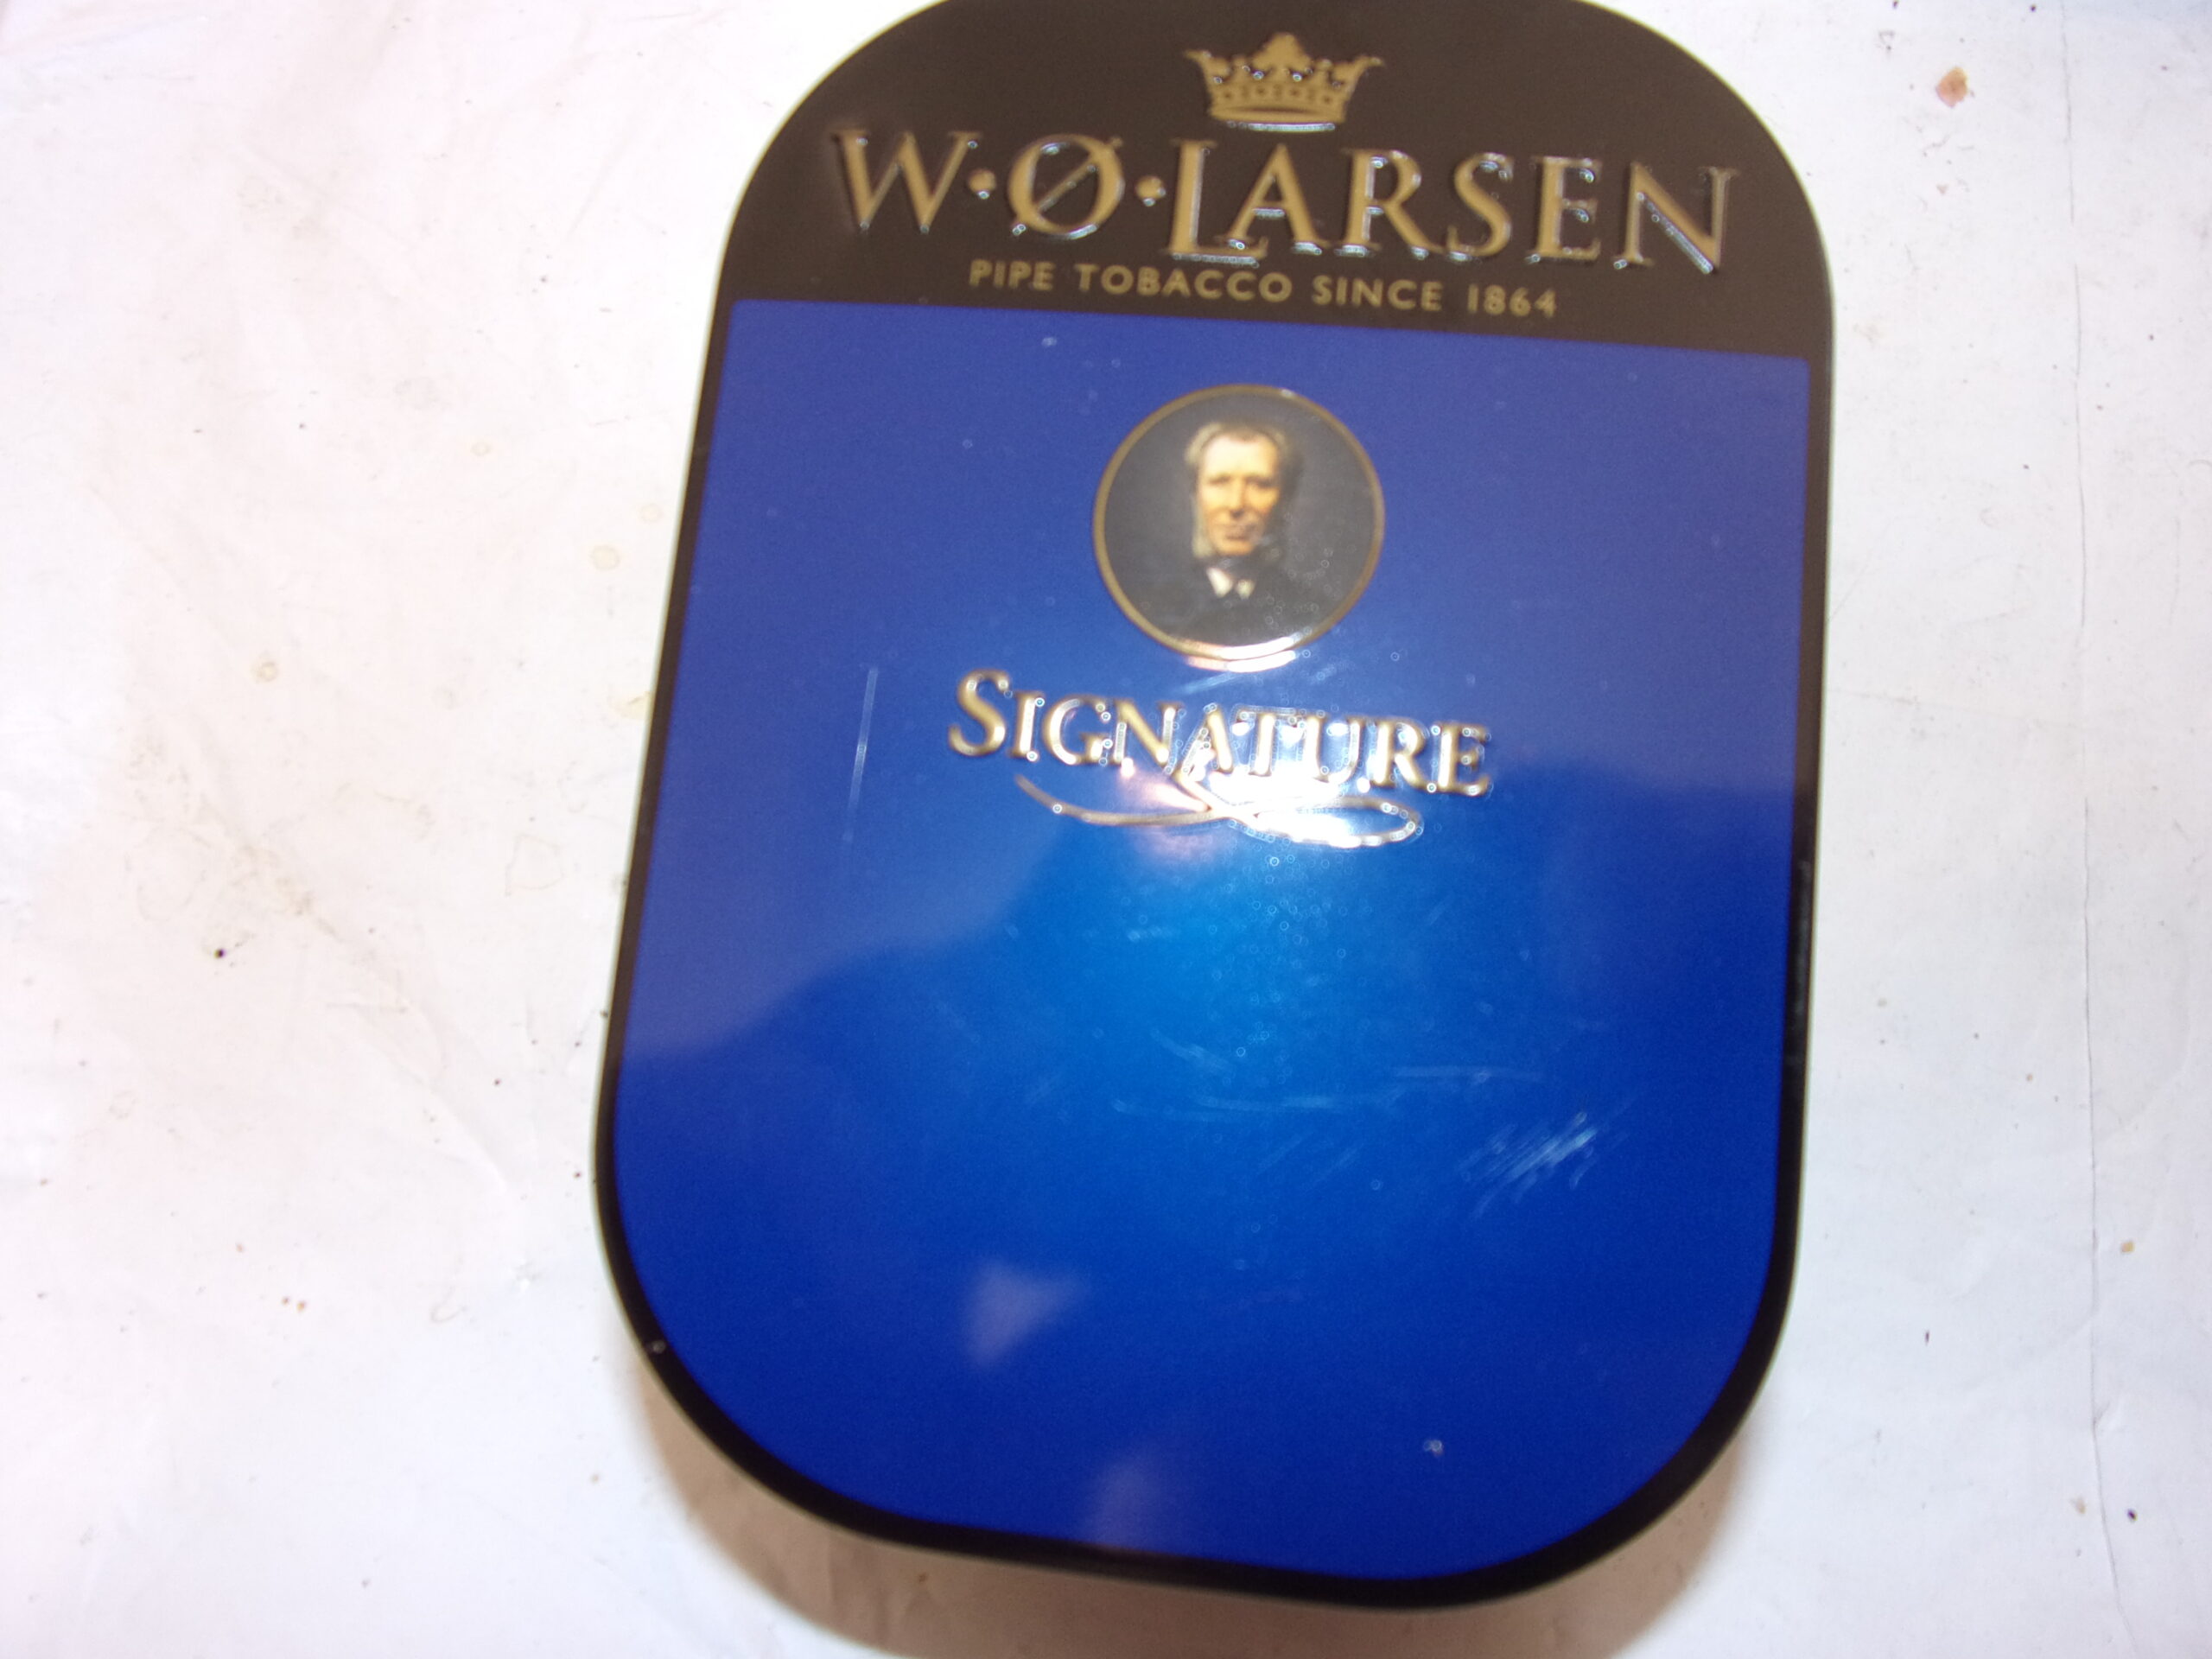 W·Ø·LARSEN
PIPE TOBACCO SINCE 1864
SIGNATURE